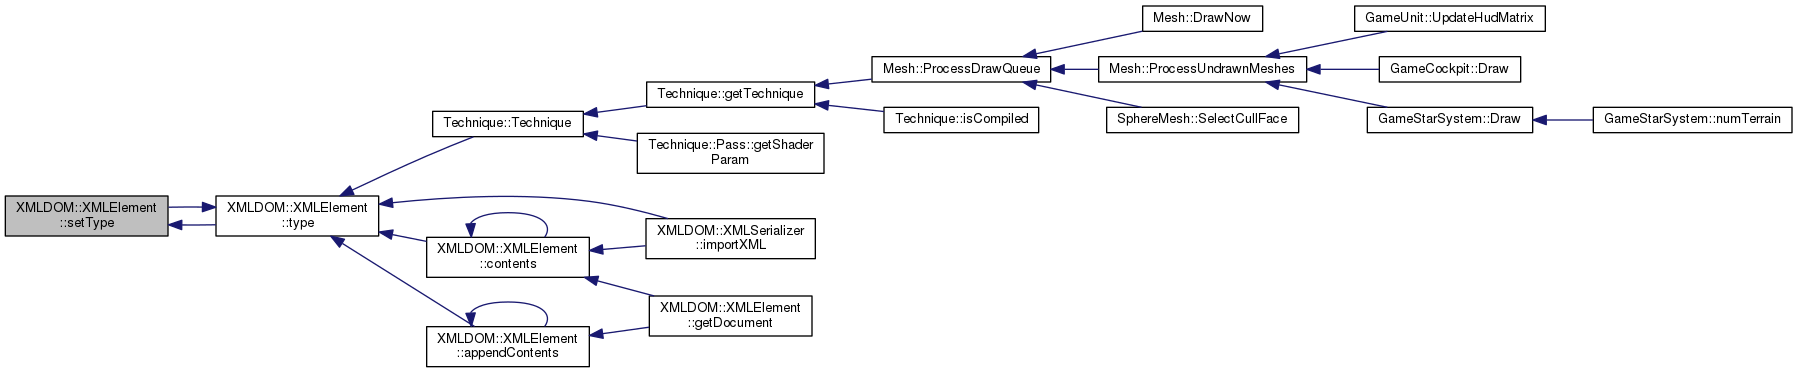 XMLDOM::XMLElement
::setType
XMLDOM::XMLElement
::type
Technique::Technique
XMLDOM::XMLElement
::contents
XMLDOM::XMLElement
::appendContents
Technique::getTechnique
Technique::Pass::getShader
Param
XMLDOM::XMLSerializer
::importXML
XMLDOM::XMLElement
::getDocument
Mesh::ProcessDrawQueue
Technique::isCompiled
Mesh::DrawNow
Mesh::ProcessUndrawnMeshes
SphereMesh::SelectCullFace
GameUnit::UpdateHudMatrix
GameCockpit::Draw
GameStarSystem::Draw
GameStarSystem::numTerrain